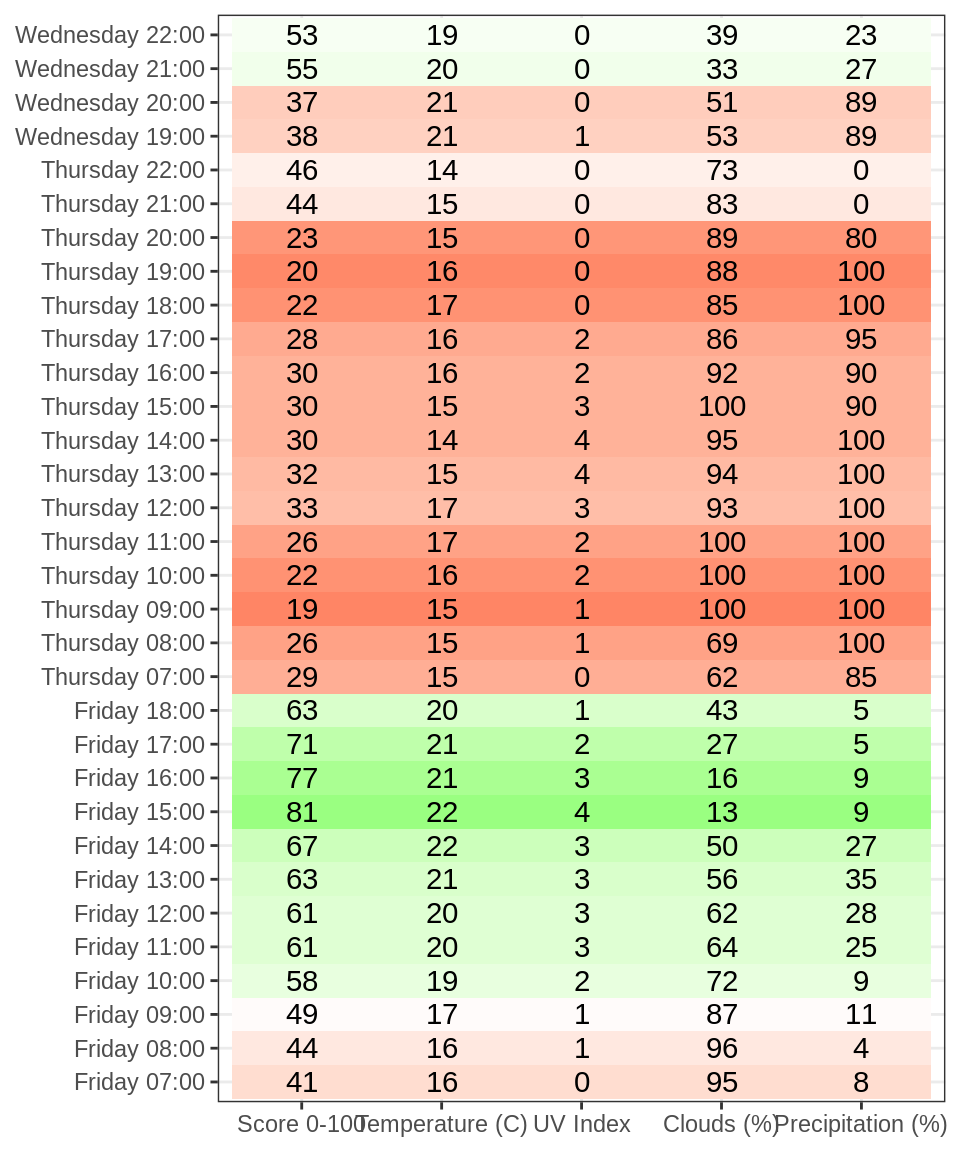 Wednesday 22:00 53 19 0 39 23
Wednesday 21:00 55 20 0 33 27
Wednesday 20:00 37 21 0 51 89
Wednesday 19:00 38 21 1 53 89
Thursday 22:00 46 14 0 73 0
Thursday 21:00 44 15 0 83 0
Thursday 20:00 23 15 0 89 80
Thursday 19:00 20 16 0 88 100
Thursday 18:00 22 17 0 85 100
Thursday 17:00 28 16 2 86 95
Thursday 16:00 30 16 2 92 90
Thursday 15:00 30 15 3 100 90
Thursday 14:00 30 14 4 95 100
Thursday 13:00 32 15 4 94 100
Thursday 12:00 33 17 3 93 100
Thursday 11:00 26 17 2 100 100
Thursday 10:00 22 16 2 100 100
Thursday 09:00 19 15 1 100 100
Thursday 08:00 26 15 1 69 100
Thursday 07:00 29 15 0 62 85
Friday 18:00 63 20 1 43 5
Friday 17:00 71 21 2 27 5
Friday 16:00 77 21 3 16 9
Friday 15:00 81 22 4 13 9
Friday 14:00 67 22 3 50 27
Friday 13:00 63 21 3 56 35
Friday 12:00 61 20 3 62 28
Friday 11:00 61 20 3 64 25
Friday 10:00 58 19 2 72 9
Friday 09:00 49 17 1 87 11
Friday 08:00 44 16 1 96 4
Friday 07:00 41 16 0 95 8
Score 0-100 Temperature (C) UV Index Clouds (%) Precipitation (%)